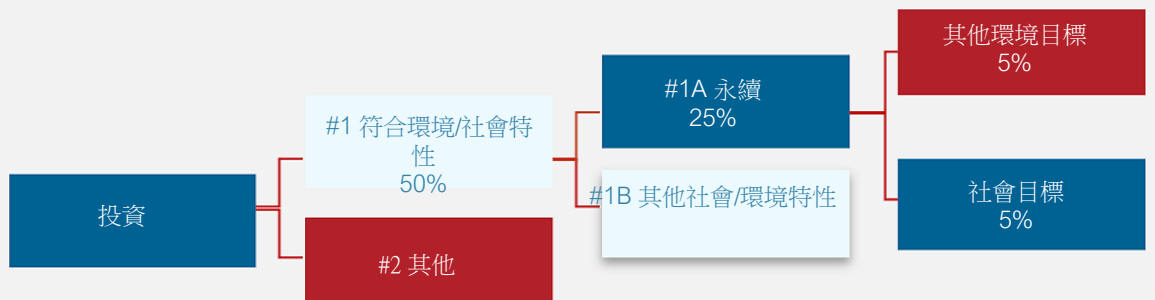 投資
#1 符合環境/社會特
性
50%
#2 其他
#1A 永續
25%
#1B 其他社會/環境特性
其他環境目標
5%
社會目標
5%